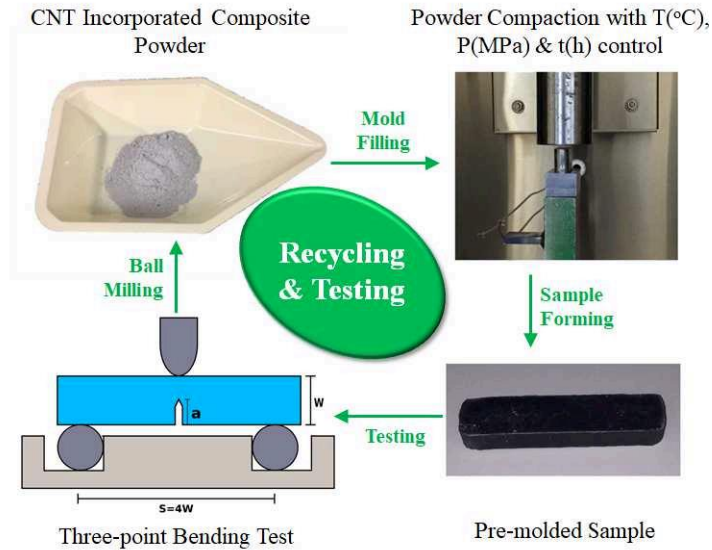 CNT Incorporated Composite
Powder
Powder Compaction with T(°C),
P(MPa) & t(h) control
Mold
Filling
Recycling
& Testing
Ball
Milling
Sample
Forming
W
a
Testing
S=4W
Three-point Bending Test
Pre-molded Sample